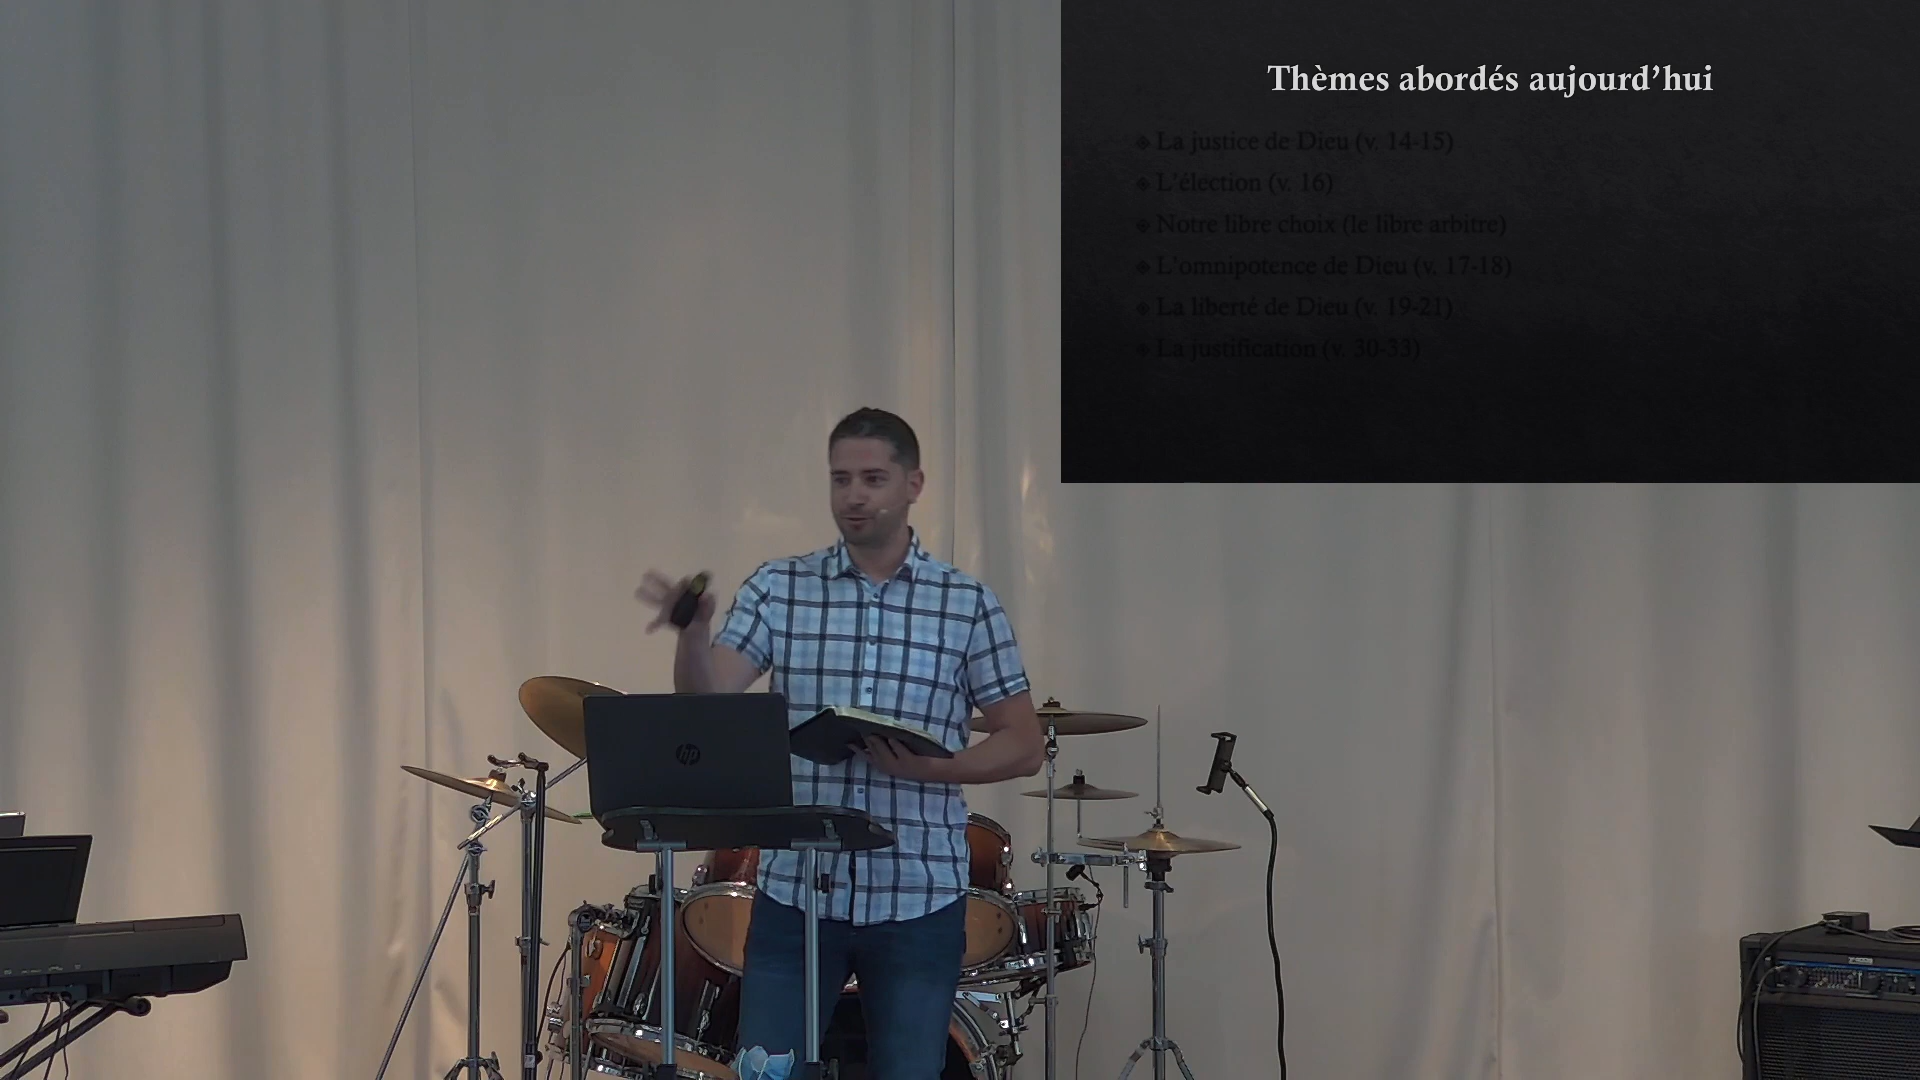 Thèmes abordés aujourd’hui
La justice de Dieu (v. 14-15)
L’élection (v. 16)
Notre libre choix (le libre arbitre)
L’omnipotence de Dieu (v. 17-18)
La liberté de Dieu (v. 19-21)
La justification (v. 30-33)
hp